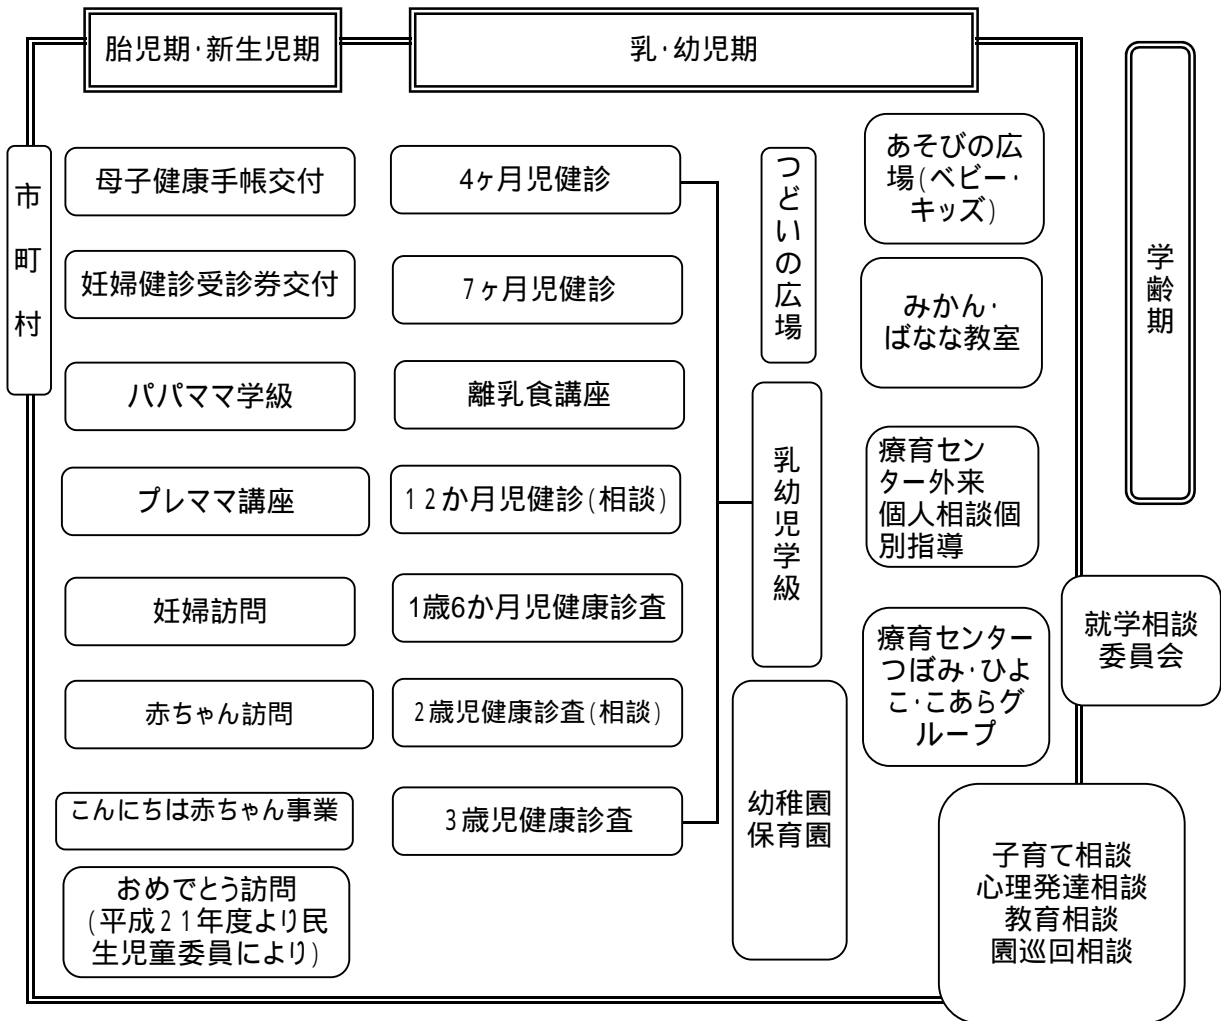 胎児期・新生児期
乳・幼児期
市町村
母子健康手帳交付
妊婦健診受診券交付
パパママ学級
プレママ講座
妊婦訪問
赤ちゃん訪問
こんにちは赤ちゃん事業
おめでとう訪問
(平成21年度より民
生児童委員により)
4ヶ月児健診
7ヶ月児健診
離乳食講座
12か月児健診(相談)
1歳6か月児健康診査
2歳児健康診査(相談)
3歳児健康診査
つどいの広場
乳幼児学級
幼稚園
保育園
あそびの広
場(ベビー・
キッズ)
みかん・
ばなな教室
療育セン
ター外来
個人相談個
別指導
療育センター
つぼみ・ひよ
こ・こあらグ
ループ
学齢期
就学相談
委員会
子育て相談
心理発達相談
教育相談
園巡回相談